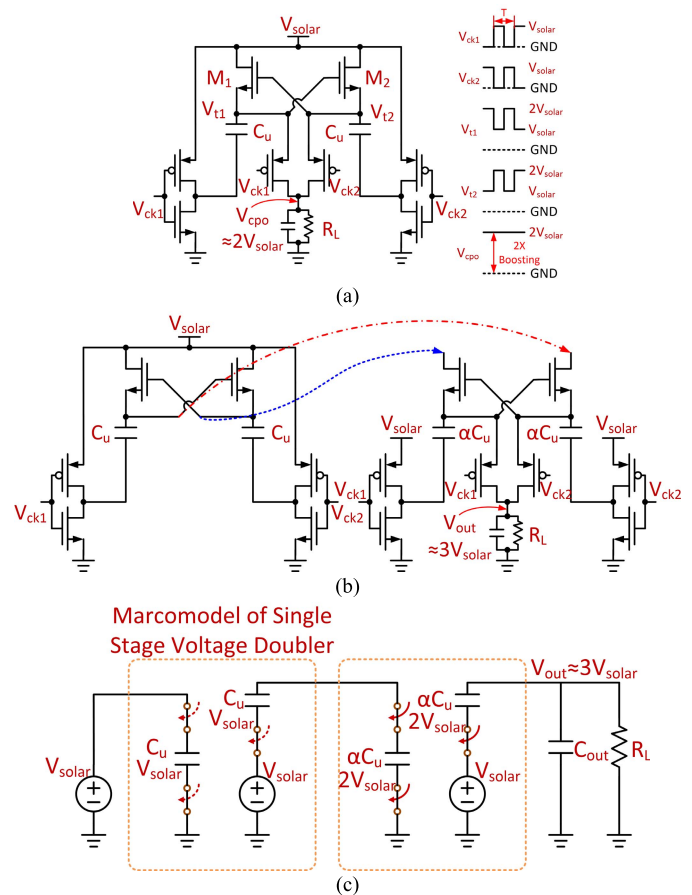 V_solar
M_1
M_2
V_t1
V_t2
C_u
C_u
V_ck1
V_ck1
V_ck2
V_ck2
V_cpo
≈2V_solar
R_L
T
V_ck1
V_solar
GND
V_ck2
V_solar
GND
V_t1
2V_solar
V_solar
GND
V_t2
2V_solar
V_solar
GND
V_cpo
2V_solar
2X
Boosting
GND
(a)
V_solar
C_u
C_u
V_ck1
V_ck2
V_solar
αC_u
αC_u
V_solar
V_ck1
V_ck1
V_ck2
V_ck2
V_out
≈3V_solar
R_L
(b)
Marcomodel of Single
Stage Voltage Doubler
V_solar
C_u
V_solar
C_u
V_solar
V_solar
αC_u
2V_solar
αC_u
2V_solar
V_solar
V_out≈3V_solar
C_out
R_L
(c)